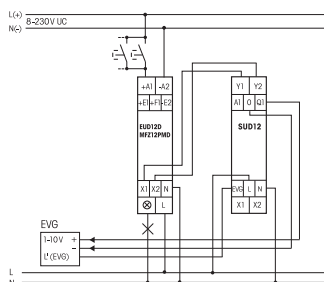 L(+)
8-230V UC
N(-)
+A1 -A2
+E1 +F1 -E2
EUD12D
MFZ12PMD
X1 X2 N
L
Y1 Y2
A1 0 Q1
SUD12
EVG L N
X1 X2
EVG
1-10V +
-
L'(EVG)
L
N